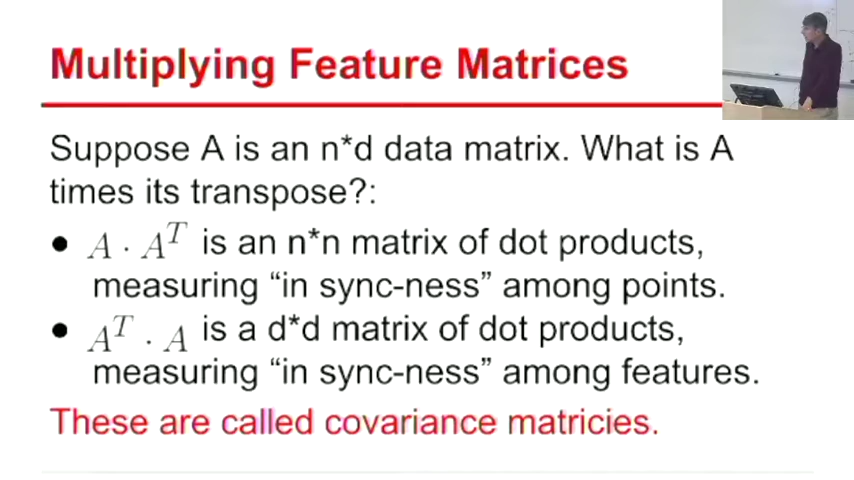 Multiplying Feature Matrices
Suppose A is an n*d data matrix. What is A
times its transpose?:
● A · Aᵀ is an n*n matrix of dot products,
measuring “in sync-ness” among points.
● Aᵀ · A is a d*d matrix of dot products,
measuring “in sync-ness” among features.
These are called covariance matricies.